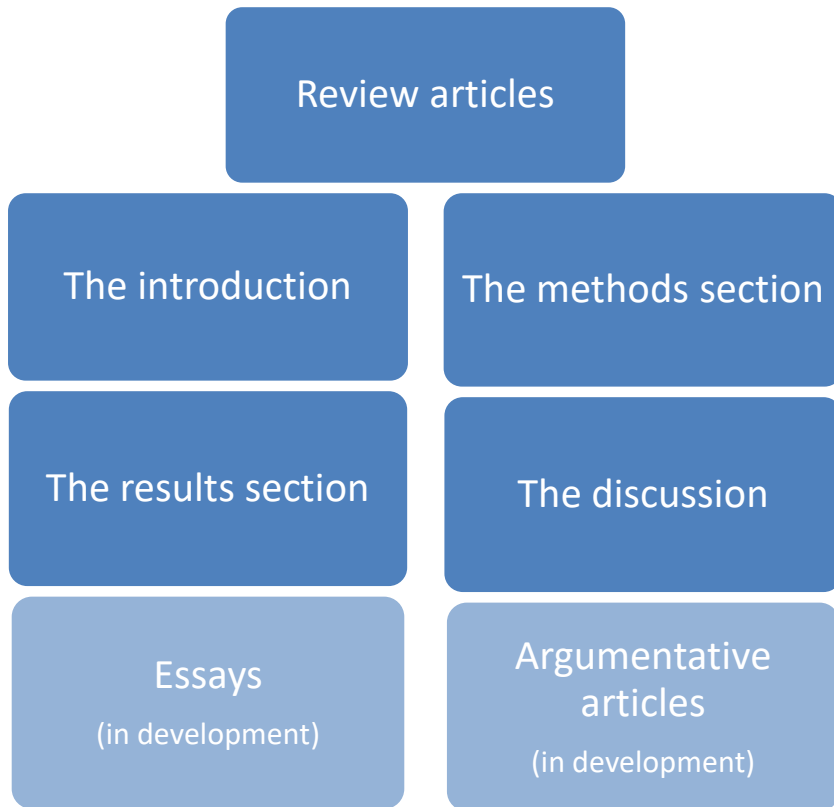 Review articles
The introduction
The methods section
The results section
The discussion
Essays
(in development)
Argumentative
articles
(in development)